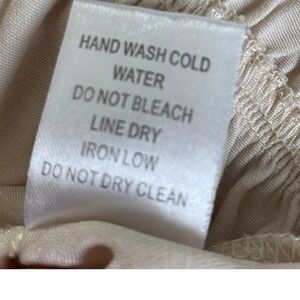 HAND WASH COLD
WATER
DO NOT BLEACH
LINE DRY
IRON LOW
DO NOT DRY CLEAN